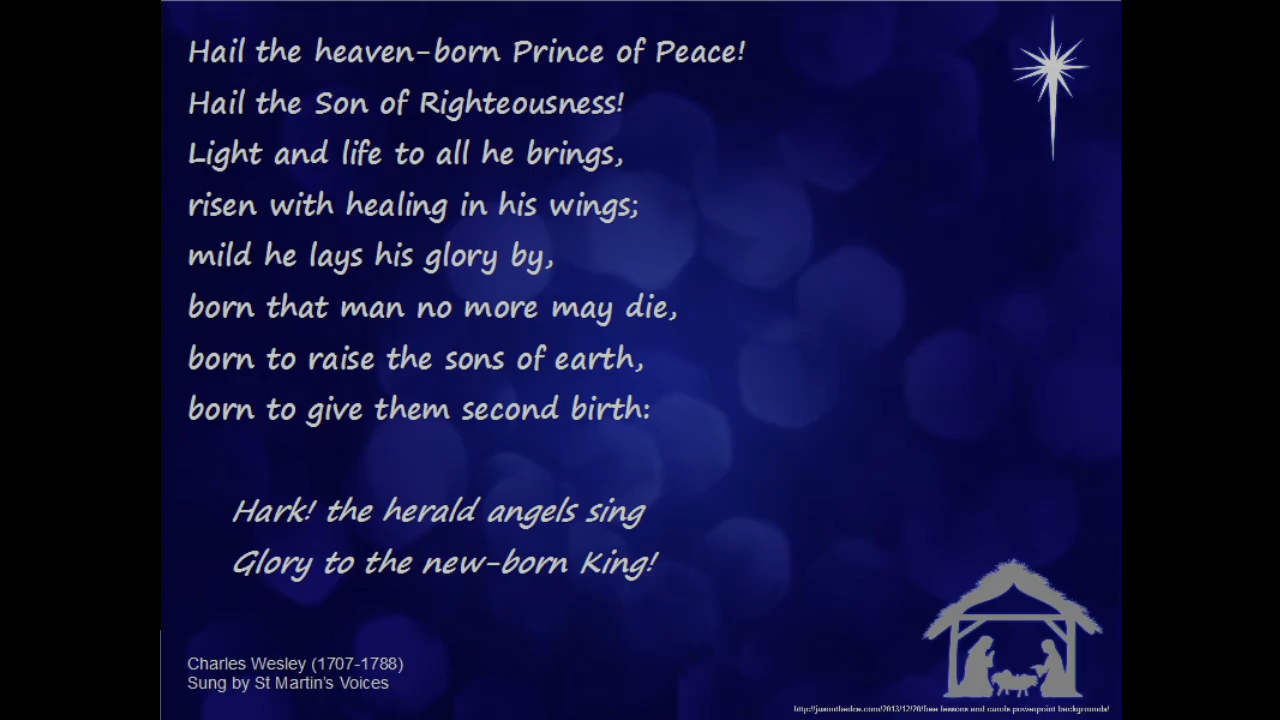 Hail the heaven-born Prince of Peace!
Hail the Son of Righteousness!
Light and life to all he brings,
risen with healing in his wings;
mild he lays his glory by,
born that man no more may die,
born to raise the sons of earth,
born to give them second birth:
Hark! the herald angels sing
Glory to the new-born King!
Charles Wesley (1707-1788)
Sung by St Martin's Voices